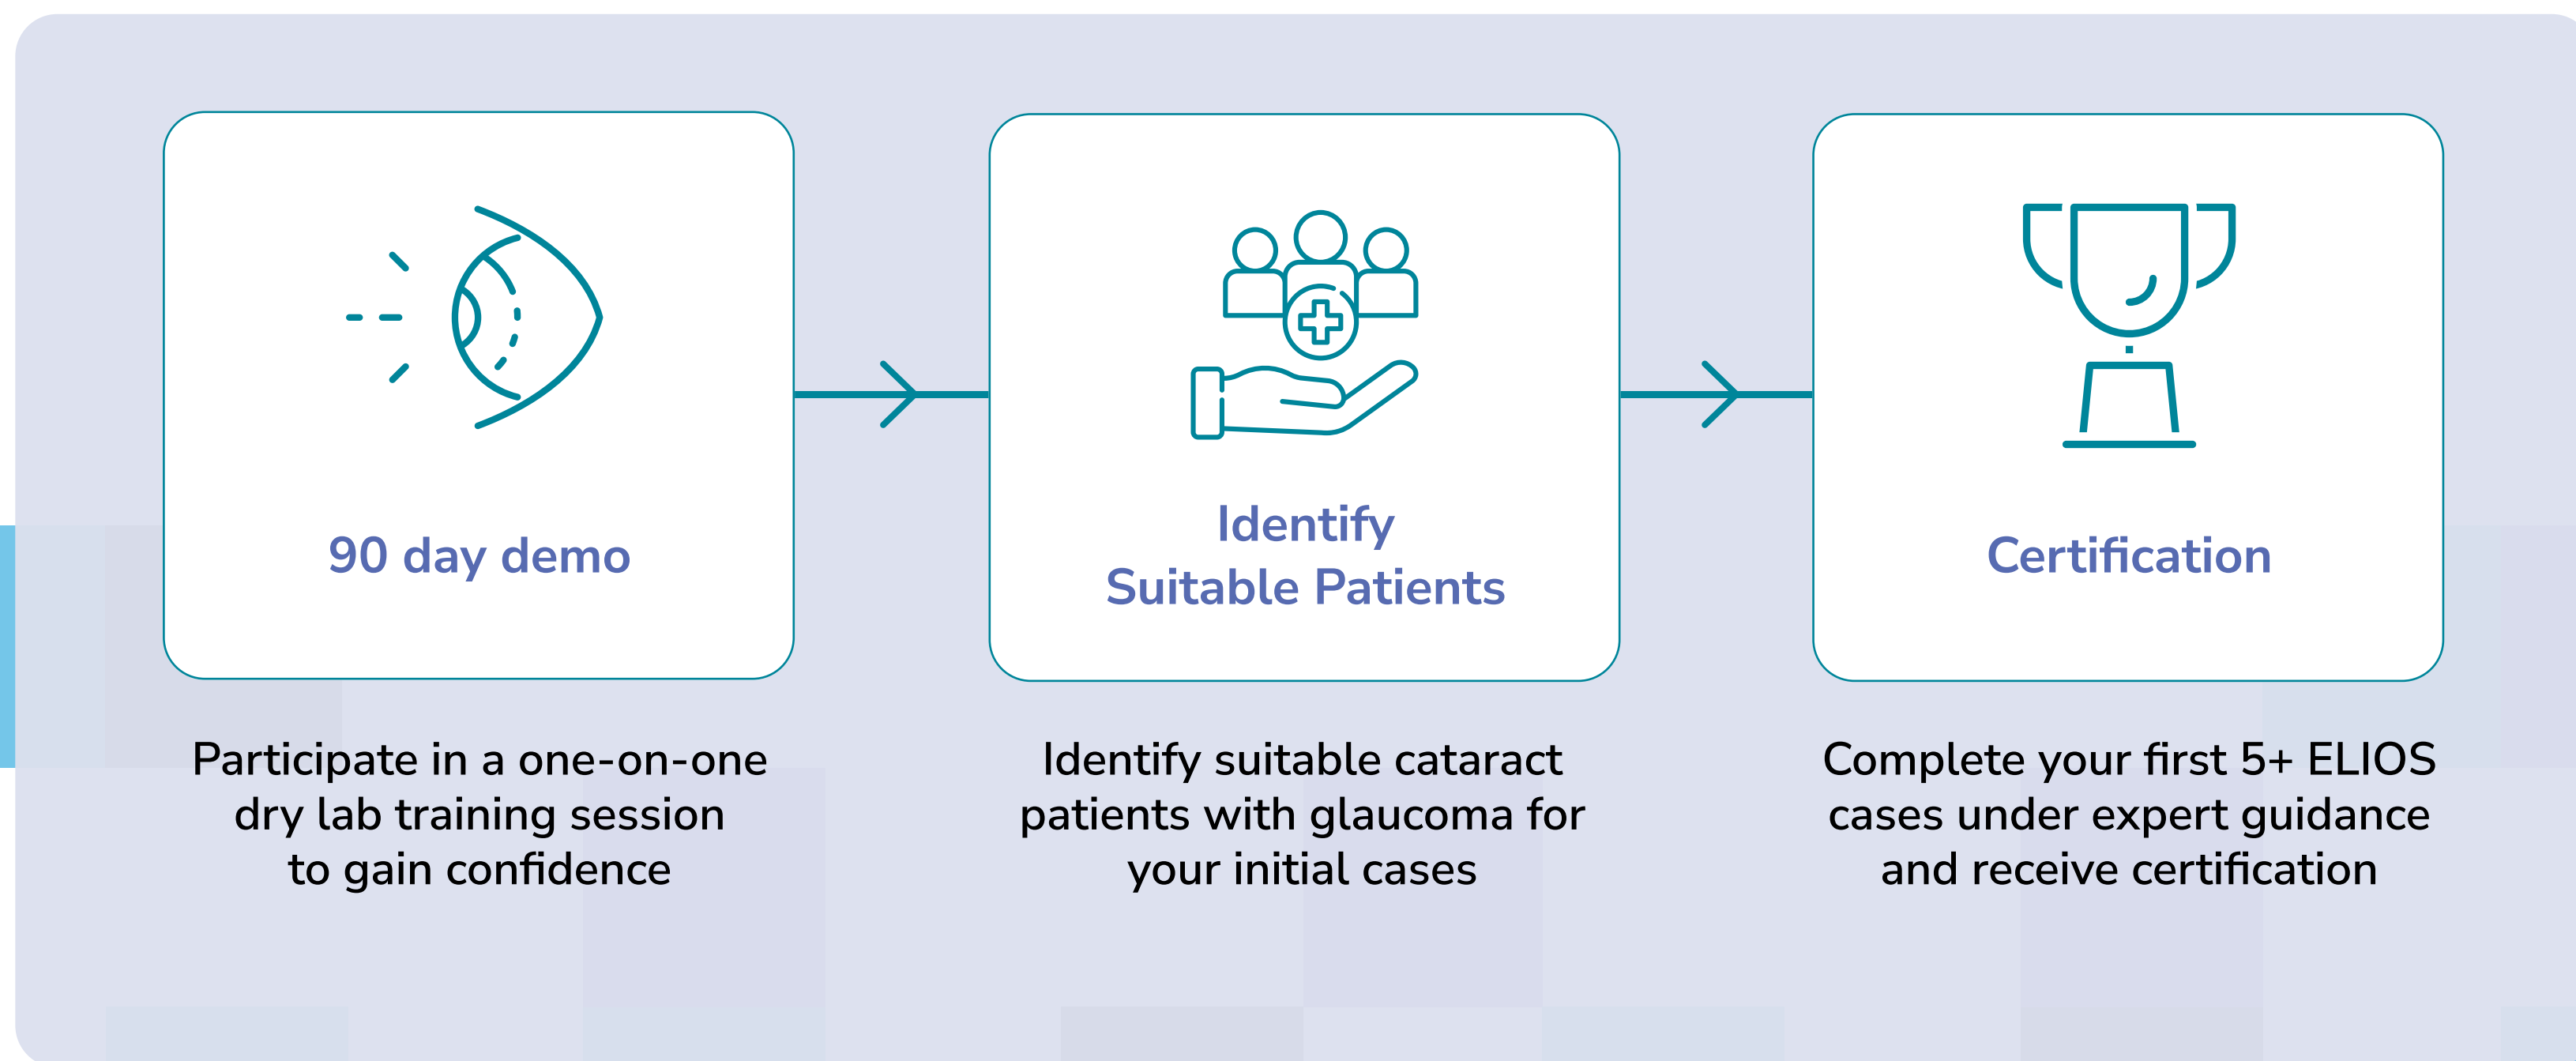 90 day demo
Participate in a one-on-one
dry lab training session
to gain confidence
Identify
Suitable Patients
Identify suitable cataract
patients with glaucoma for
your initial cases
Certification
Complete your first 5+ ELIOS
cases under expert guidance
and receive certification